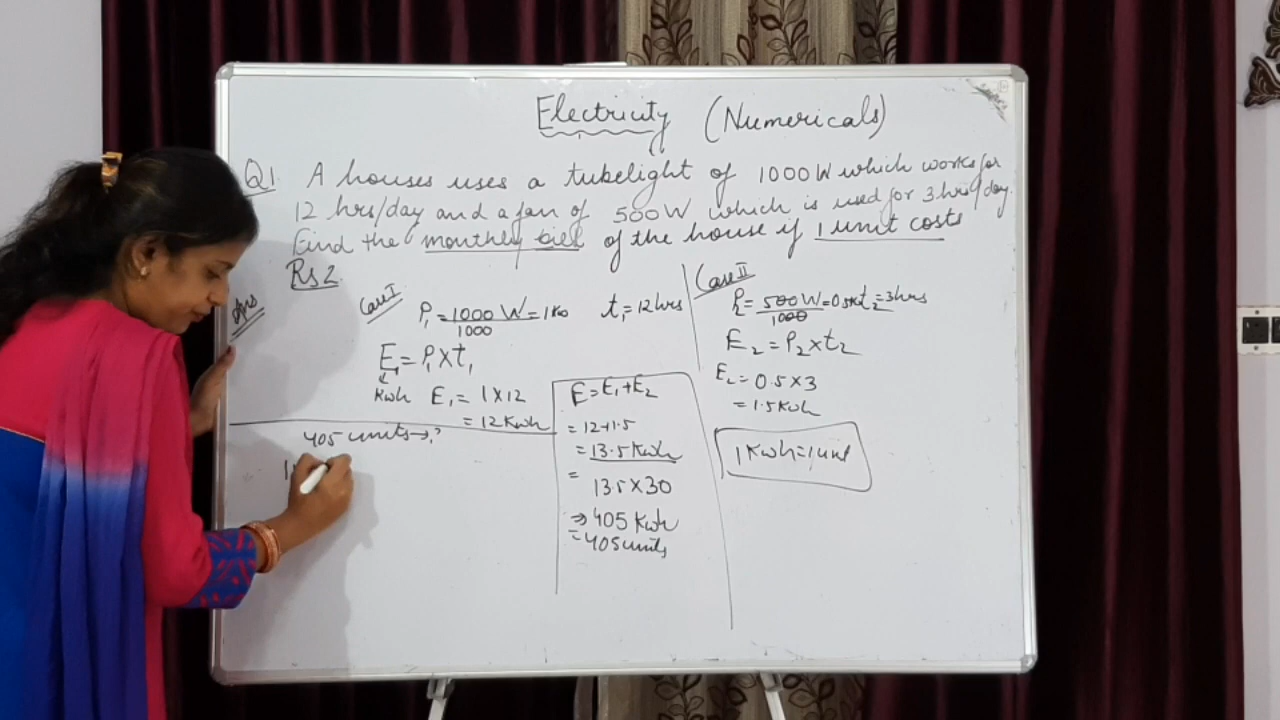 Electricity (Numericals)
Q1 A houses uses a tubelight of 1000W which works for
12 hrs/day and a fan of 500W which is used for 3hrs/day.
Find the monthly bill of the house if 1 unit costs
Rs 2.
Ans
Case I
P₁ = 1000 W = 1
1000
t₁ = 12 hrs
E₁ = P₁ x t₁
Kwh E₁ = 1 x 12
= 12 Kwh
Case II
P₂ = 500W = 0.5 t₂ = 3 hrs
1000
E₂ = P₂ x t₂
E₂ = 0.5 x 3
= 1.5 Kwh
1 Kwh = 1 unit
E = E₁ + E₂
= 12+1.5
= 13.5 Kwh
=
13.5 x 30
⇒ 405 Kwh
= 405 units
405 units → ?